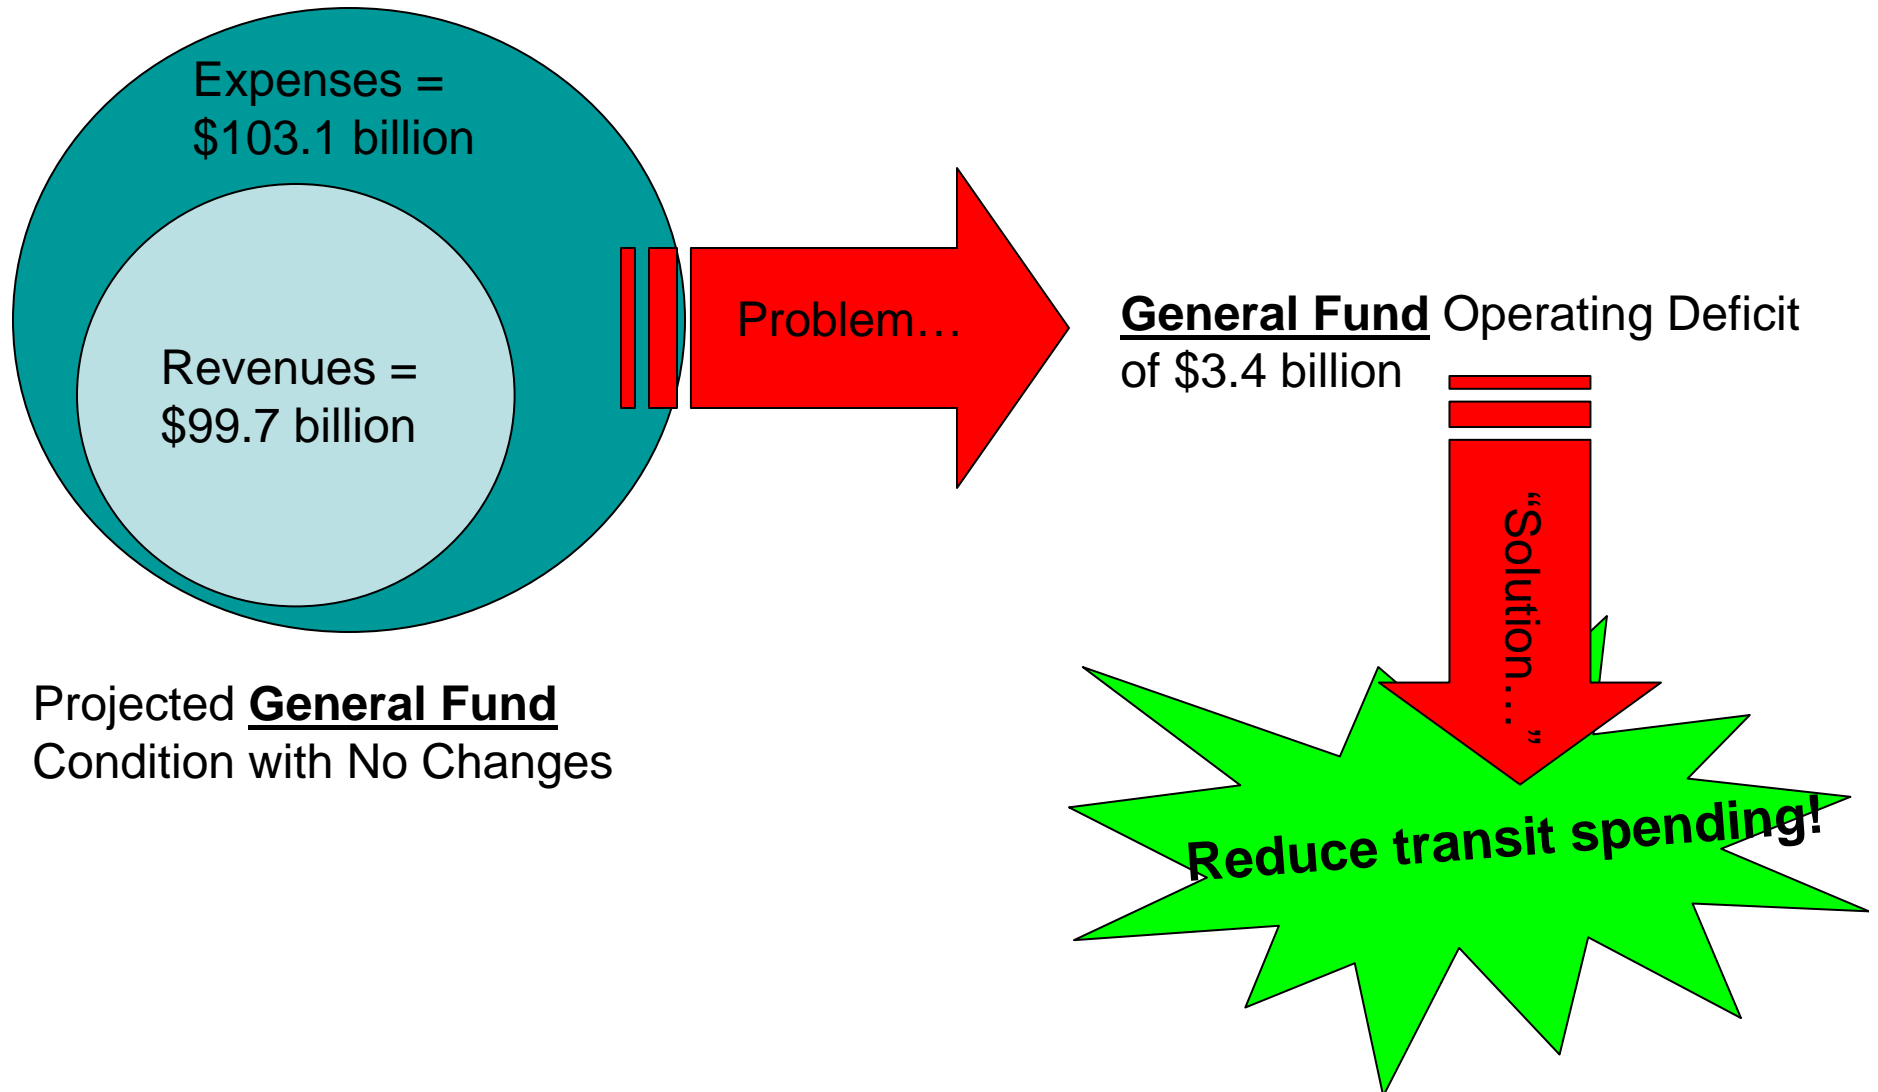 Expenses =
$103.1 billion
Revenues =
$99.7 billion
Problem…
General Fund Operating Deficit
of $3.4 billion
“Solution…”
Reduce transit spending!
Projected General Fund
Condition with No Changes